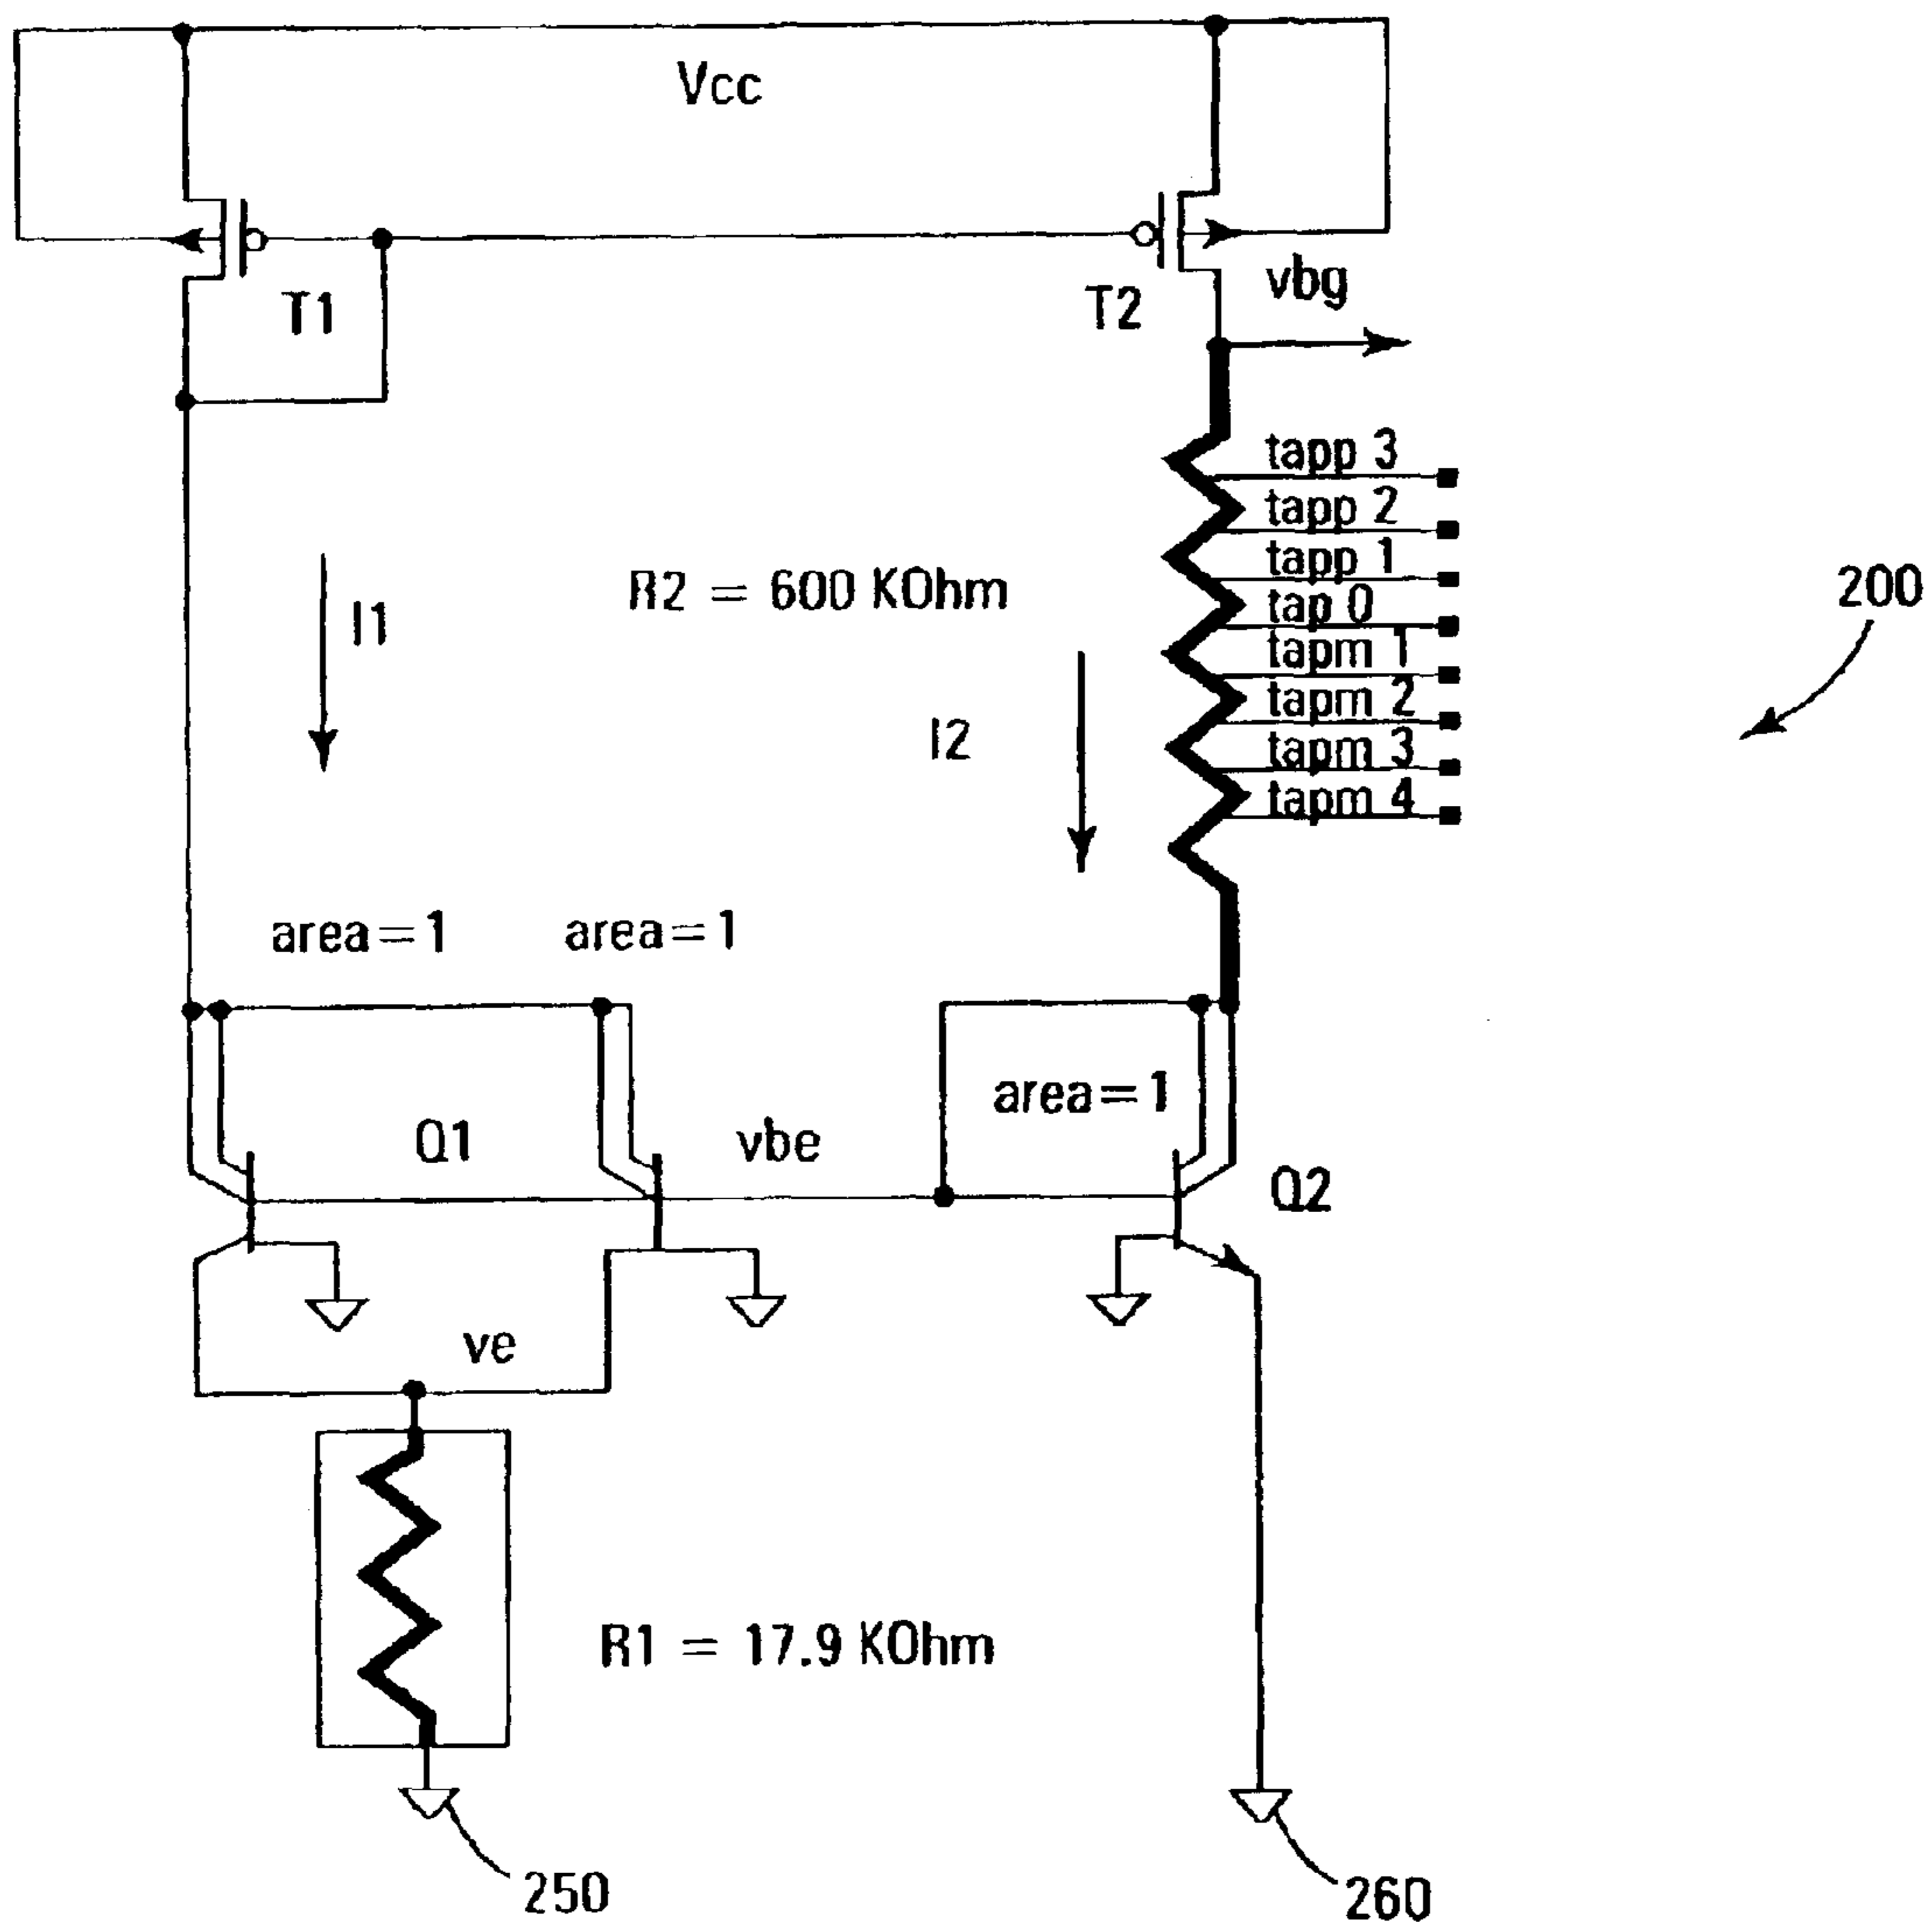 Vcc
T1
T2
vbg
tapp 3
tapp 2
tapp 1
tap 0
tapm 1
tapm 2
tapm 3
tapm 4
R2 = 600 KOhm
200
I1
I2
area=1
area=1
area=1
Q1
vbe
Q2
ve
R1 = 17.9 KOhm
250
260